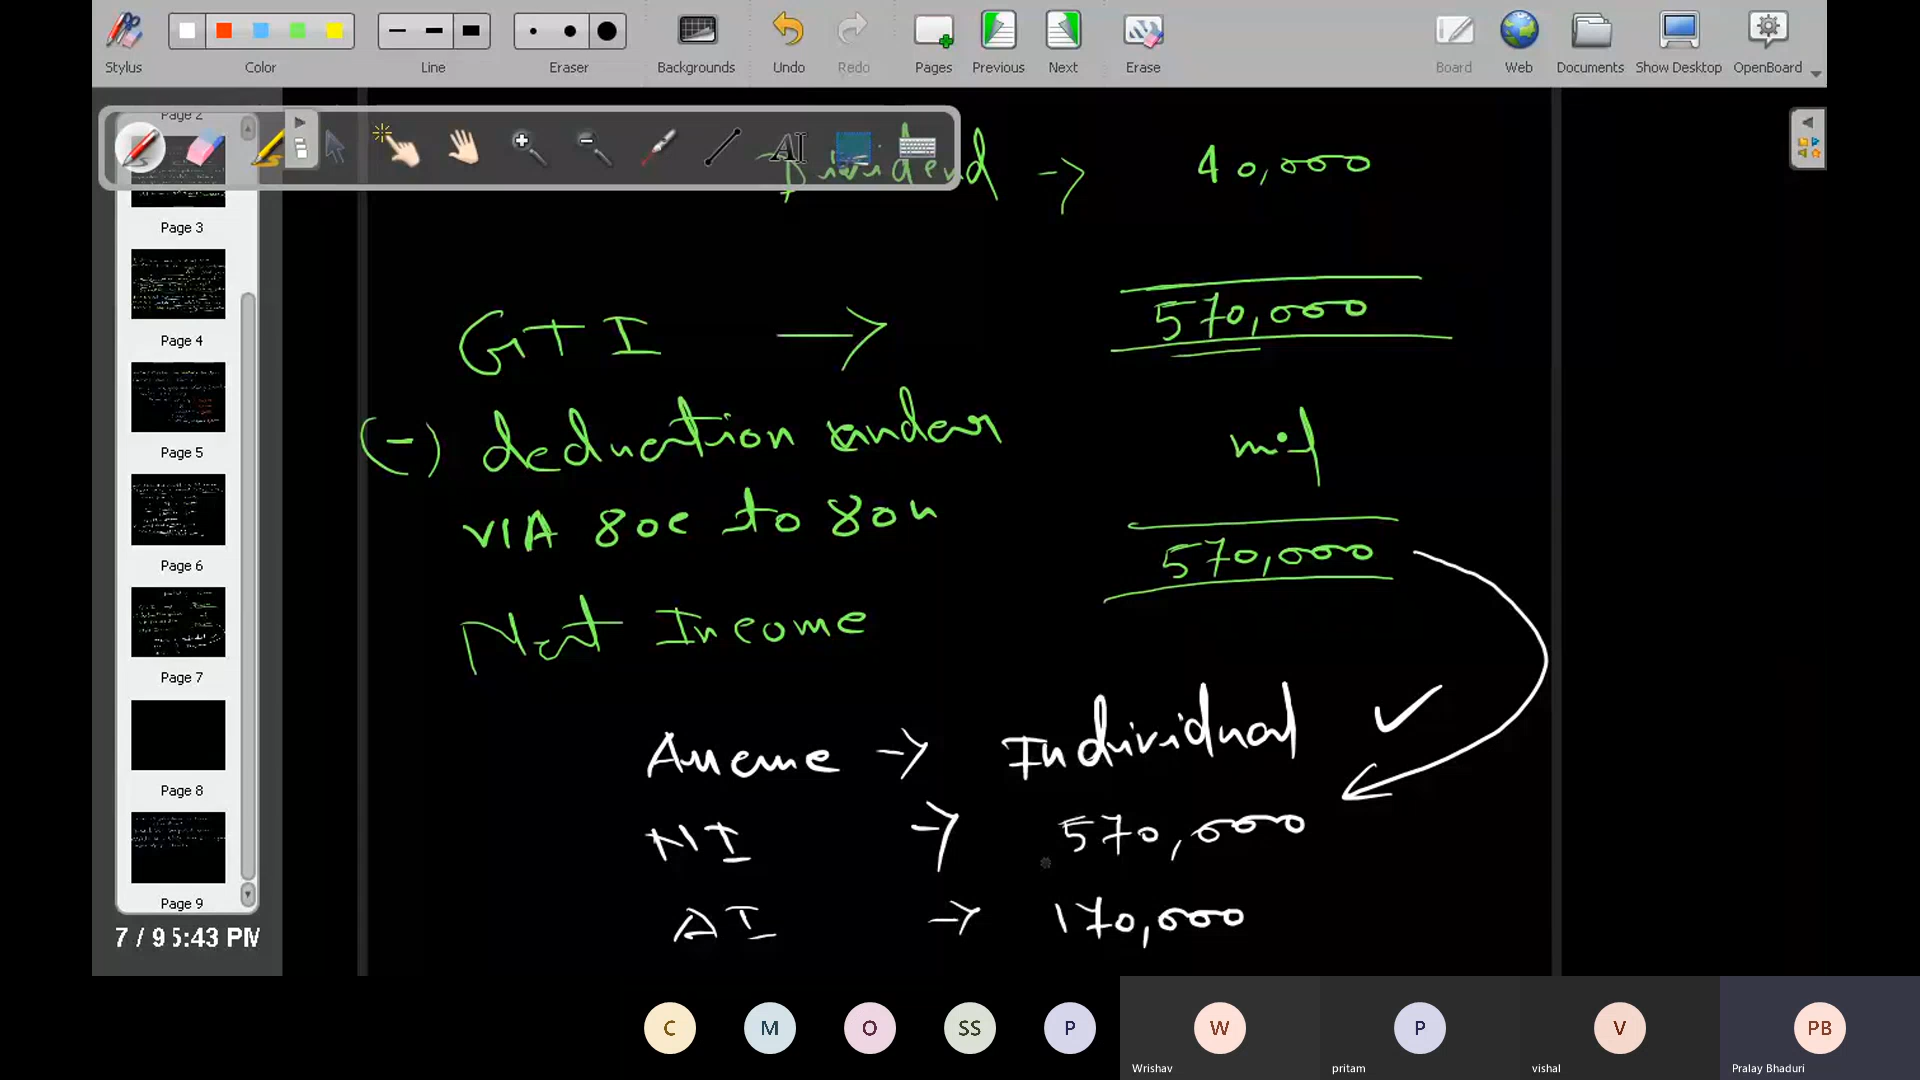 Stylus Color Line Eraser Backgrounds Undo Redo Pages Previous Next Erase Board Web Documents Show Desktop OpenBoard
Page 2
Page 3
Page 4
Page 5
Page 6
Page 7
Page 8
Page 9
7 / 9 5:43 PM
Dividend -> 40,000
GTI -> 570,000
(-) deduction under nil
VIA 80C to 80U
570,000
Net Income
Assessee -> Individual ✓
NI -> 570,000
AI -> 170,000
C M O SS P W P V PB
Wrishav pritam vishal Pralay Bhaduri